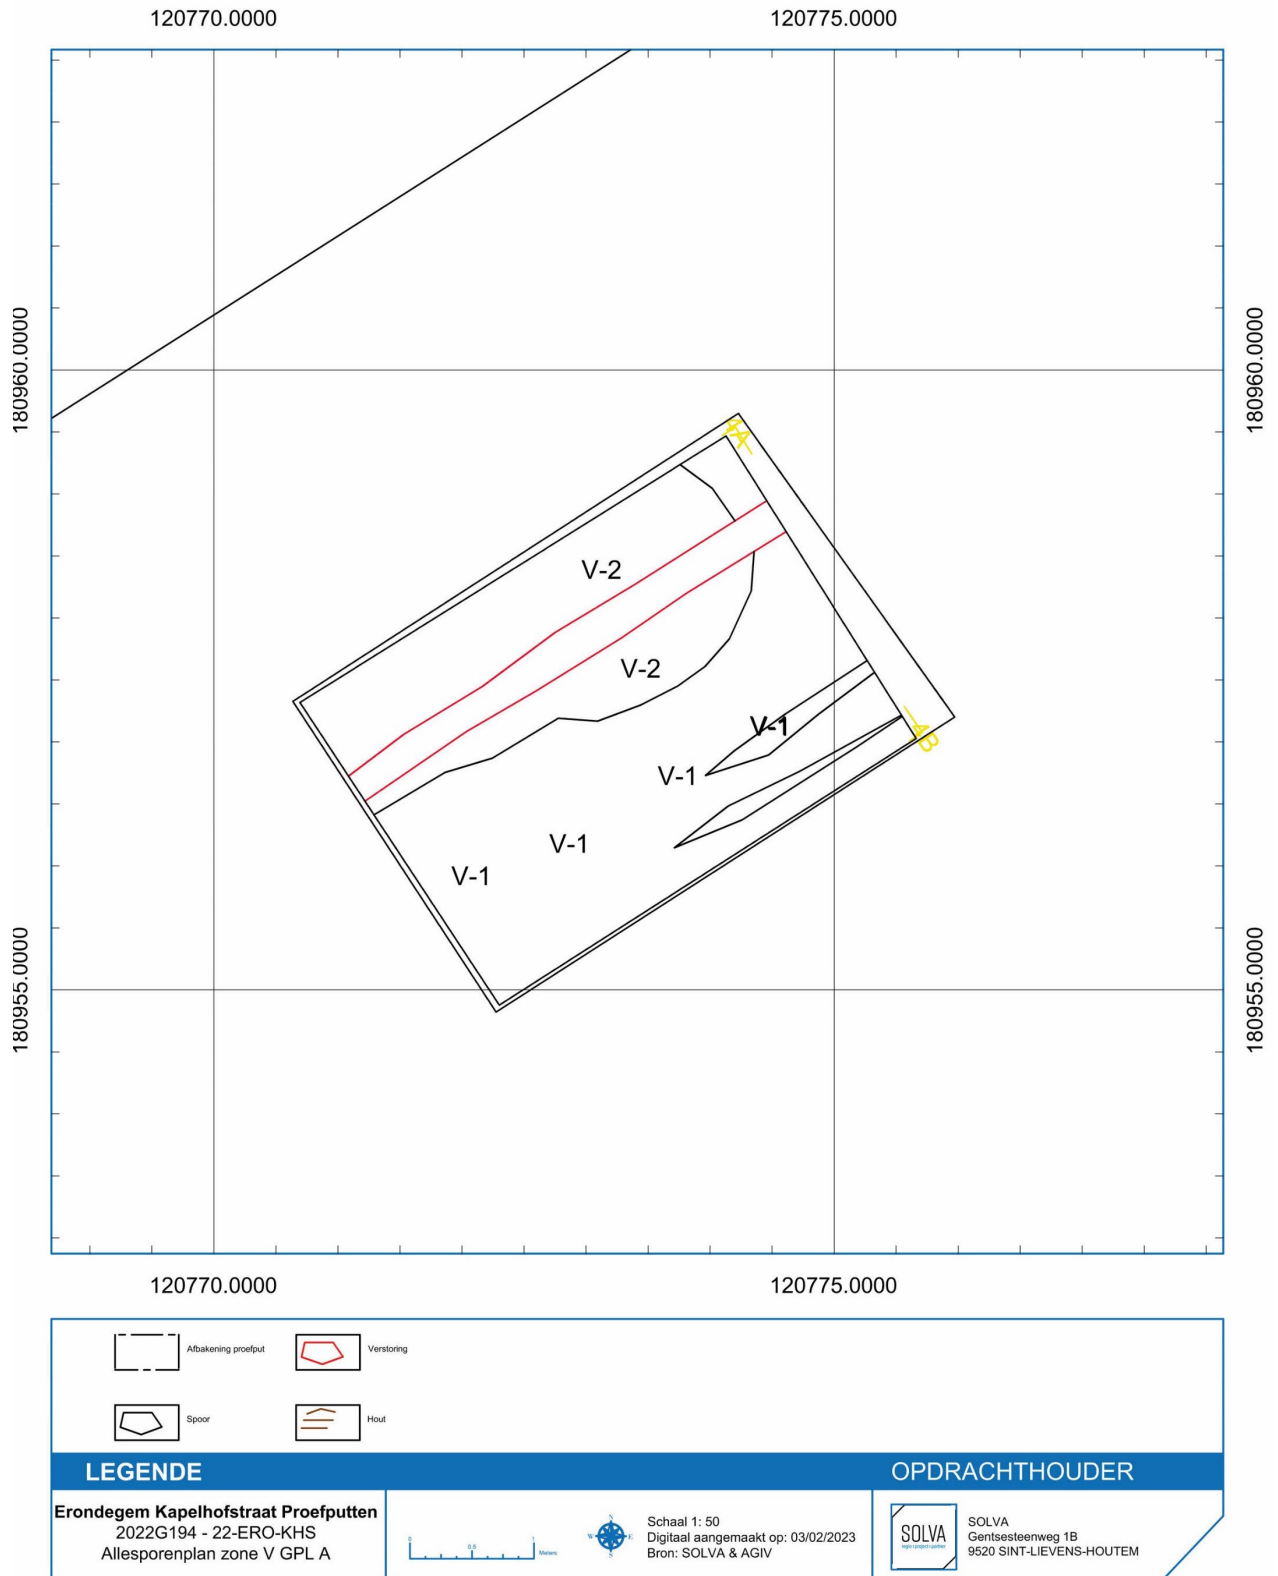 120770.0000
120775.0000
180960.0000
180960.0000
AA
V-2
V-2
V-1
AB
V-1
V-1
V-1
180955.0000
180955.0000
120770.0000
120775.0000
Afbakening proefput
Verstoring
Spoor
Hout
LEGENDE
OPDRACHTHOUDER
Erondegem Kapelhofstraat Proefputten
2022G194 - 22-ERO-KHS
Allesporenplan zone V GPL A
0
0.5
1
Meters
N
W
E
S
Schaal 1: 50
Digitaal aangemaakt op: 03/02/2023
Bron: SOLVA & AGIV
SOLVA
SOLVA
Gentsesteenweg 1B
9520 SINT-LIEVENS-HOUTEM